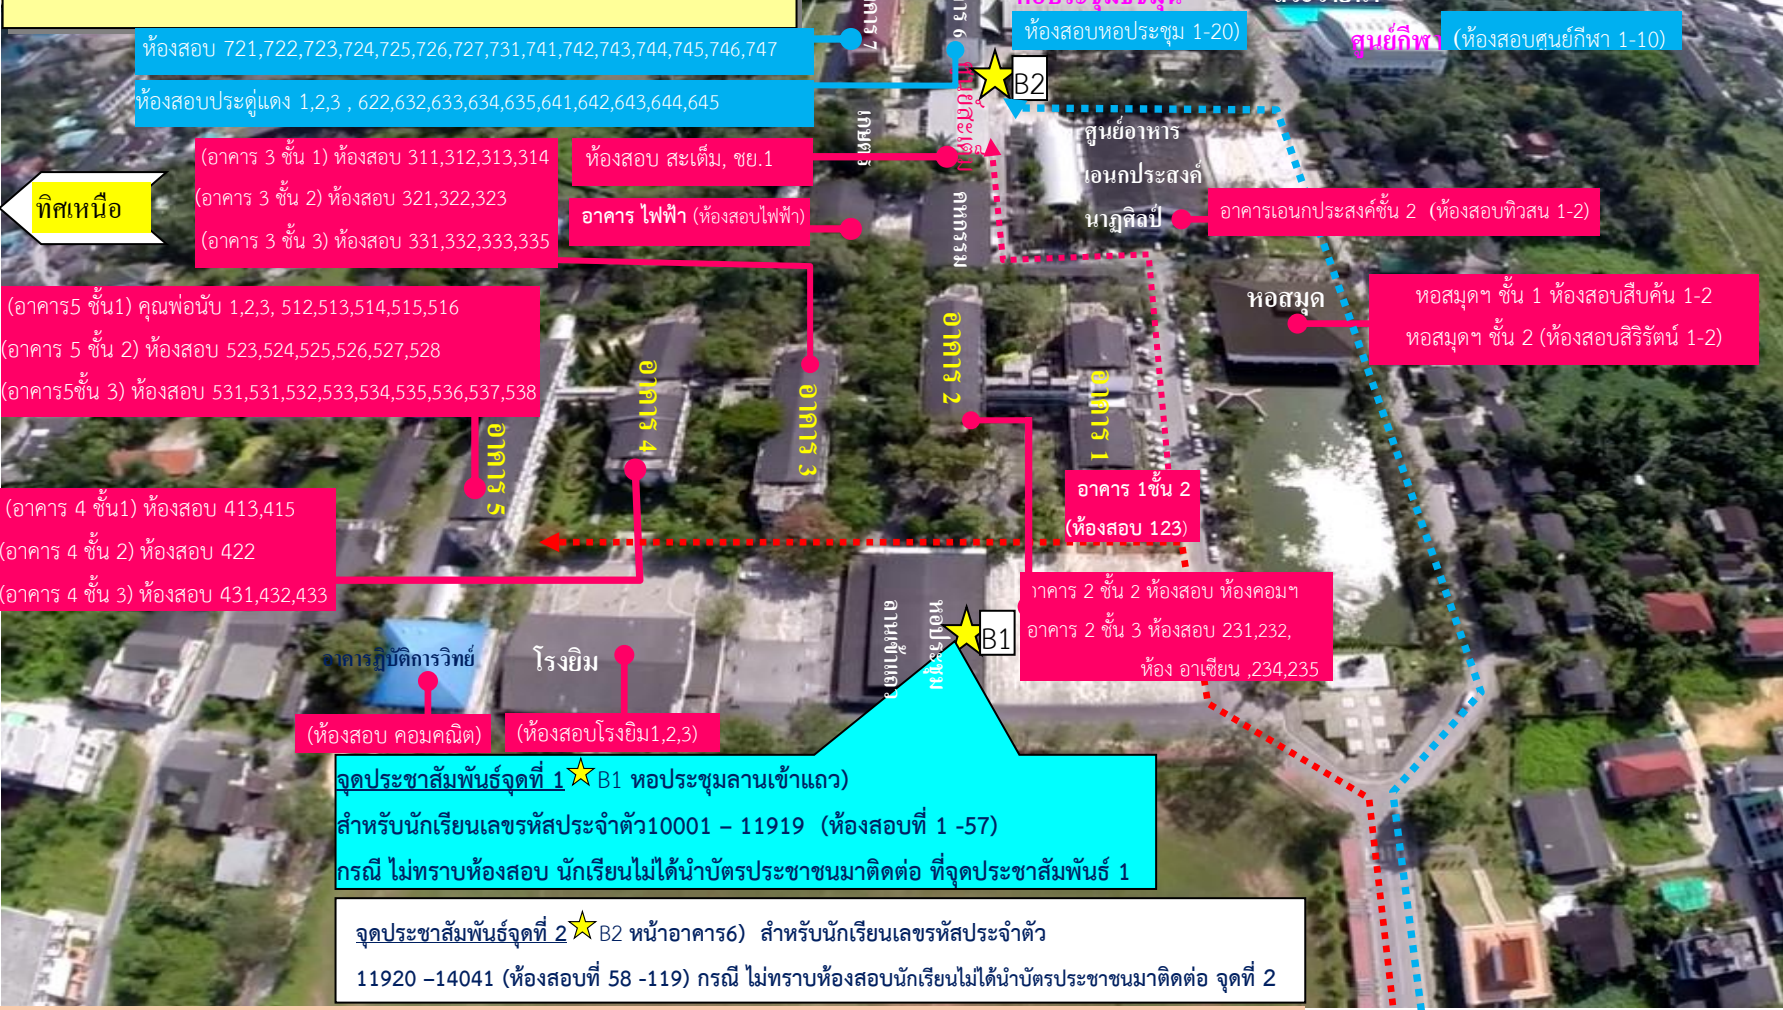 ห้องสอบ 721,722,723,724,725,726,727,731,741,742,743,744,745,746,747
ห้องสอบหอประชุม 1-20)
ศูนย์กีฬา
(ห้องสอบศูนย์กีฬา 1-10)
ห้องสอบประดู่แดง 1,2,3 , 622,632,633,634,635,641,642,643,644,645
B2
เกษตร
ศูนย์อาหาร
เอนกประสงค์
นาฏศิลป์
(อาคาร 3 ชั้น 1) ห้องสอบ 311,312,313,314
(อาคาร 3 ชั้น 2) ห้องสอบ 321,322,323
(อาคาร 3 ชั้น 3) ห้องสอบ 331,332,333,335
ห้องสอบ สะเต็ม, ชย.1
อาคาร ไฟฟ้า (ห้องสอบไฟฟ้า)
คหกรรม
อาคารเอนกประสงค์ชั้น 2 (ห้องสอบทิวสน 1-2)
ทิศเหนือ
(อาคาร5 ชั้น1) คุณพ่อนับ 1,2,3, 512,513,514,515,516
(อาคาร 5 ชั้น 2) ห้องสอบ 523,524,525,526,527,528
(อาคาร5ชั้น 3) ห้องสอบ 531,531,532,533,534,535,536,537,538
หอสมุด
หอสมุดฯ ชั้น 1 ห้องสอบสืบค้น 1-2
หอสมุดฯ ชั้น 2 (ห้องสอบสิริรัตน์ 1-2)
อาคาร 5
อาคาร 4
อาคาร 3
อาคาร 2
อาคาร 1
อาคาร 1ชั้น 2
(ห้องสอบ 123)
(อาคาร 4 ชั้น1) ห้องสอบ 413,415
(อาคาร 4 ชั้น 2) ห้องสอบ 422
(อาคาร 4 ชั้น 3) ห้องสอบ 431,432,433
าคาร 2 ชั้น 2 ห้องสอบ ห้องคอมฯ
อาคาร 2 ชั้น 3 ห้องสอบ 231,232,
ห้อง อาเซียน ,234,235
อาคารฏิบัติการวิทย์
โรงยิม
หอประชุม
ลานเข้าแถว
B1
(ห้องสอบ คอมคณิต)
(ห้องสอบโรงยิม1,2,3)
จุดประชาสัมพันธ์จุดที่ 1 B1 หอประชุมลานเข้าแถว)
สำหรับนักเรียนเลขรหัสประจำตัว10001 – 11919 (ห้องสอบที่ 1 -57)
กรณี ไม่ทราบห้องสอบ นักเรียนไม่ได้นำบัตรประชาชนมาติดต่อ ที่จุดประชาสัมพันธ์ 1
จุดประชาสัมพันธ์จุดที่ 2 B2 หน้าอาคาร6) สำหรับนักเรียนเลขรหัสประจำตัว
11920 –14041 (ห้องสอบที่ 58 -119) กรณี ไม่ทราบห้องสอบนักเรียนไม่ได้นำบัตรประชาชนมาติดต่อ จุดที่ 2